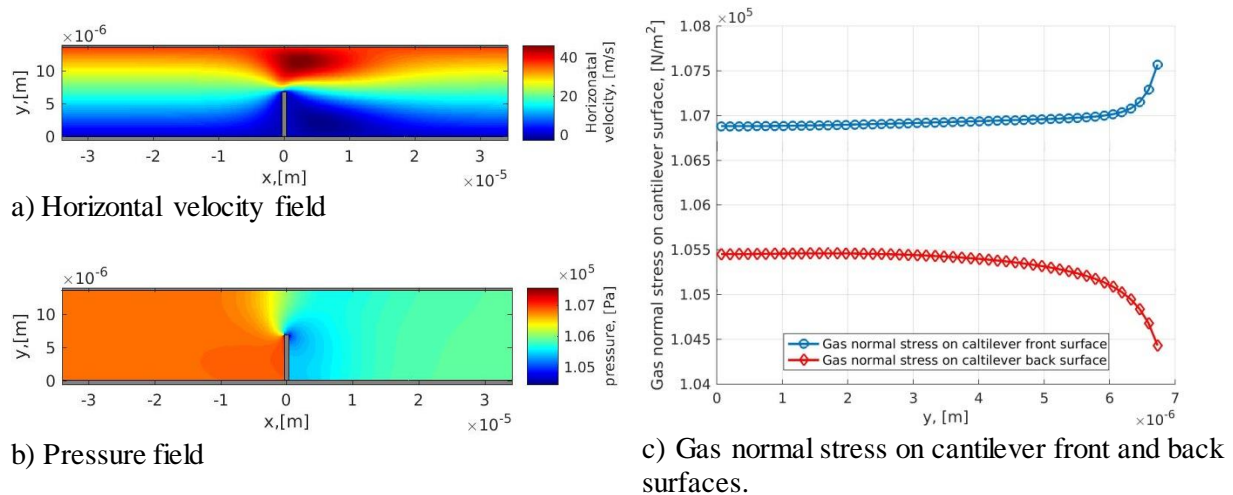 ×10⁻⁶
y,[m]
10
5
0
-3 -2 -1 0 1 2 3
x,[m]
×10⁻⁵
40
20
0
Horizonatal
velocity, [m/s]
a) Horizontal velocity field
×10⁻⁶
y,[m]
10
5
0
-3 -2 -1 0 1 2 3
x,[m]
×10⁻⁵
×10⁵
1.07
1.06
1.05
pressure, [Pa]
b) Pressure field
×10⁵
Gas normal stress on cantilever surface, [N/m²]
1.08
1.075
1.07
1.065
1.06
1.055
1.05
1.045
1.04
Gas normal stress on caltilever front surface
Gas normal stress on caltilever back surface
0 1 2 3 4 5 6 7
y, [m]
×10⁻⁶
c) Gas normal stress on cantilever front and back
surfaces.